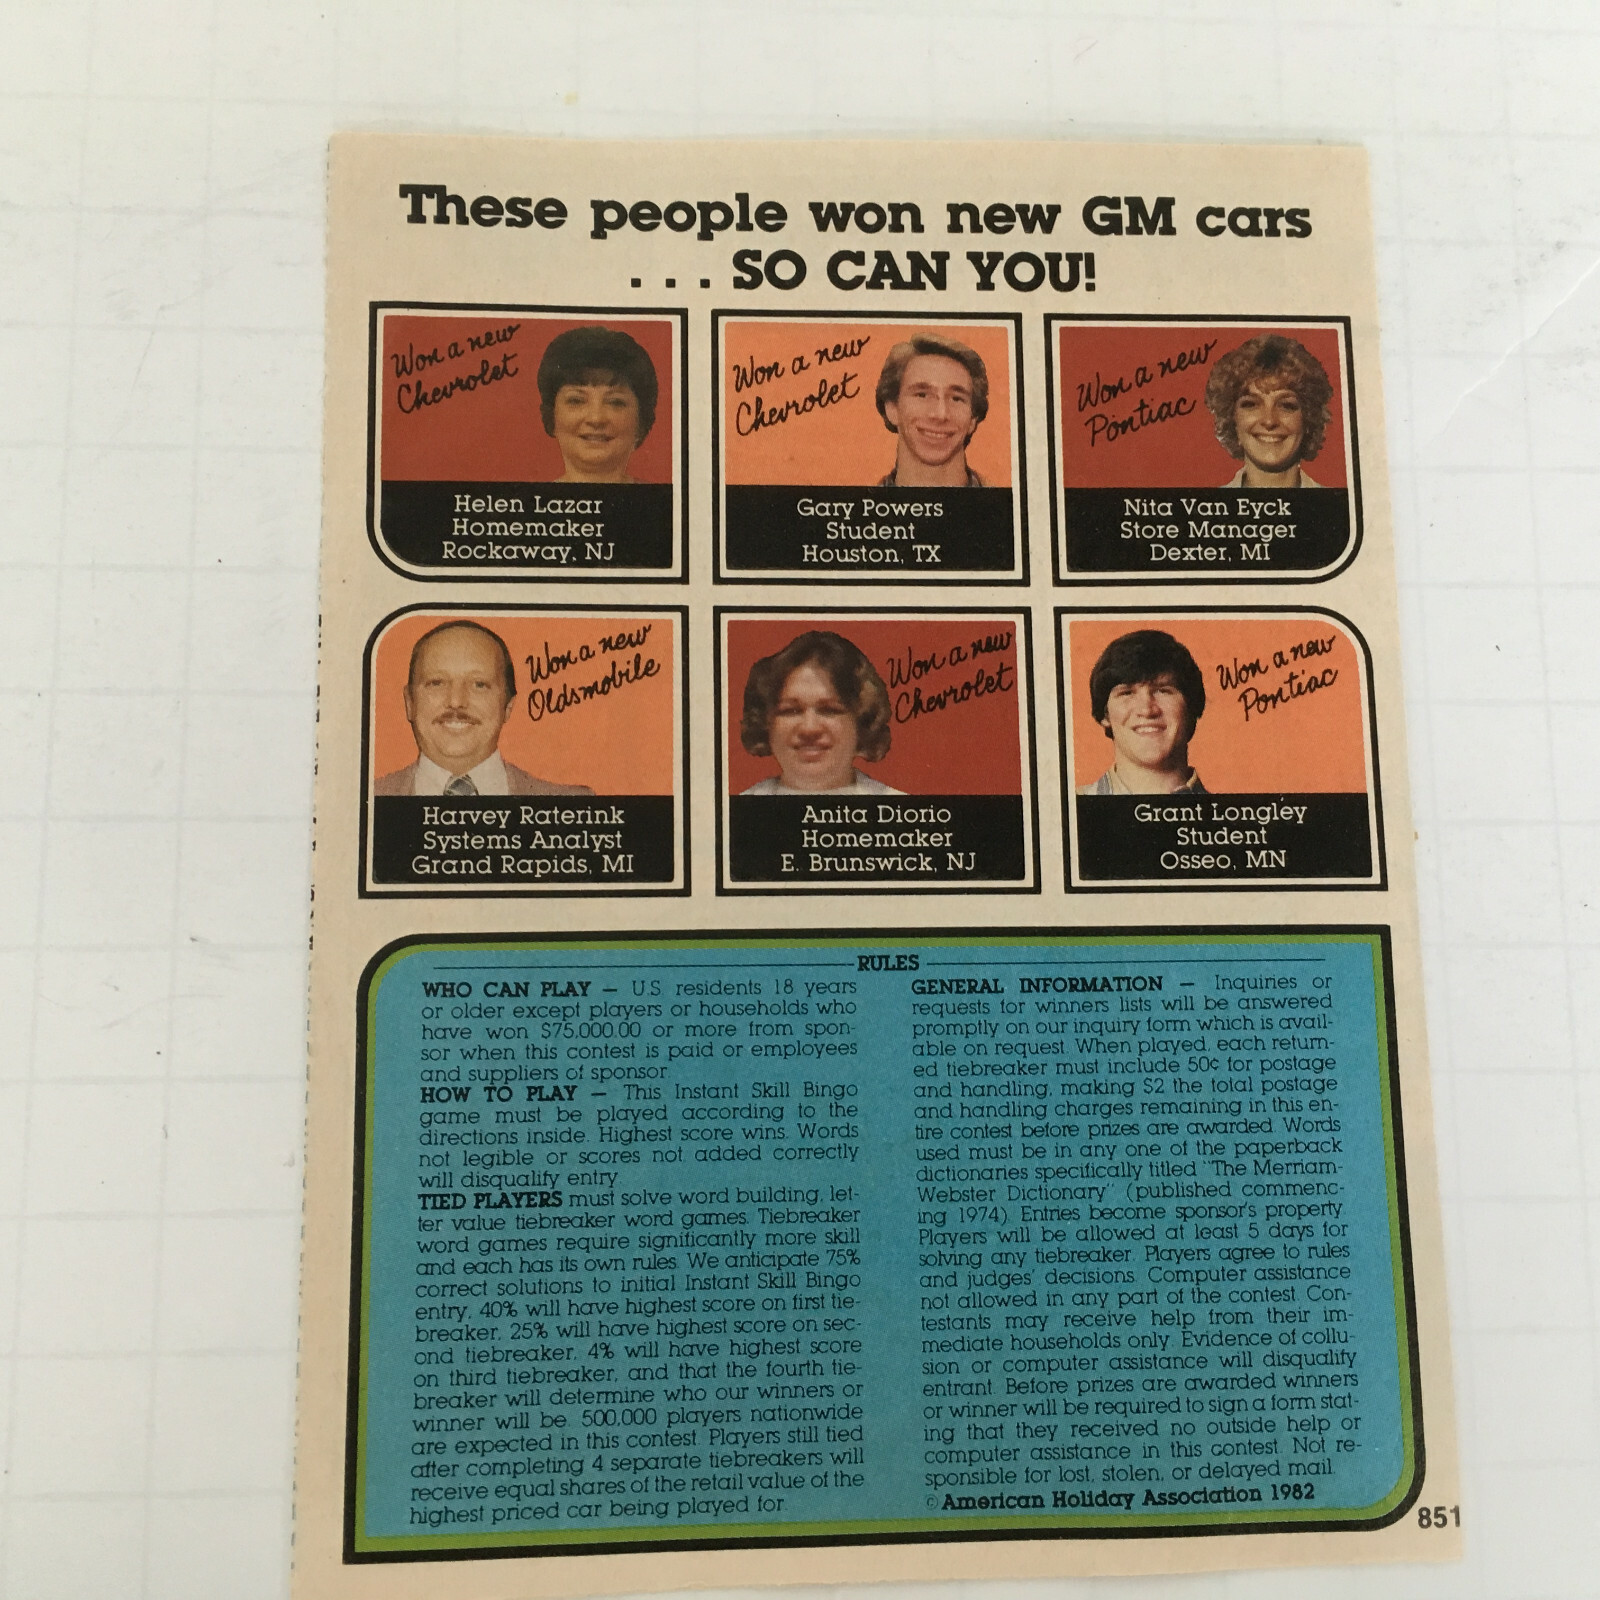 These people won new GM cars
. . . SO CAN YOU!
Won a new
Chevrolet
Helen Lazar
Homemaker
Rockaway, NJ
Won a new
Chevrolet
Gary Powers
Student
Houston, TX
Won a new
Pontiac
Nita Van Eyck
Store Manager
Dexter, MI
Won a new
Oldsmobile
Harvey Raterink
Systems Analyst
Grand Rapids, MI
Won a new
Chevrolet
Anita Diorio
Homemaker
E. Brunswick, NJ
Won a new
Pontiac
Grant Longley
Student
Osseo, MN
RULES
WHO CAN PLAY – U.S. residents 18 years
or older except players or households who
have won $75,000.00 or more from spon-
sor when this contest is paid or employees
and suppliers of sponsor.
HOW TO PLAY – This Instant Skill Bingo
game must be played according to the
directions inside. Highest score wins. Words
not legible or scores not added correctly
will disqualify entry.
TIED PLAYERS must solve word building, let-
ter value tiebreaker word games. Tiebreaker
word games require significantly more skill
and each has its own rules. We anticipate 75%
correct solutions to initial Instant Skill Bingo
entry, 40% will have highest score on first tie-
breaker, 25% will have highest score on sec-
ond tiebreaker, 4% will have highest score
on third tiebreaker, and that the fourth tie-
breaker will determine who our winners or
winner will be. 500,000 players nationwide
are expected in this contest. Players still tied
after completing 4 separate tiebreakers will
receive equal shares of the retail value of the
highest priced car being played for.
GENERAL INFORMATION – Inquiries or
requests for winners lists will be answered
promptly on our inquiry form which is avail-
able on request. When played, each return-
ed tiebreaker must include 50¢ for postage
and handling, making $2 the total postage
and handling charges remaining in this en-
tire contest before prizes are awarded. Words
used must be in any one of the paperback
dictionaries specifically titled "The Merriam-
Webster Dictionary" (published commenc-
ing 1974). Entries become sponsor's property.
Players will be allowed at least 5 days for
solving any tiebreaker. Players agree to rules
and judges' decisions. Computer assistance
not allowed in any part of the contest. Con-
testants may receive help from their im-
mediate households only. Evidence of collu-
sion or computer assistance will disqualify
entrant. Before prizes are awarded winners
or winner will be required to sign a form stat-
ing that they received no outside help or
computer assistance in this contest. Not re-
sponsible for lost, stolen, or delayed mail.
© American Holiday Association 1982
851